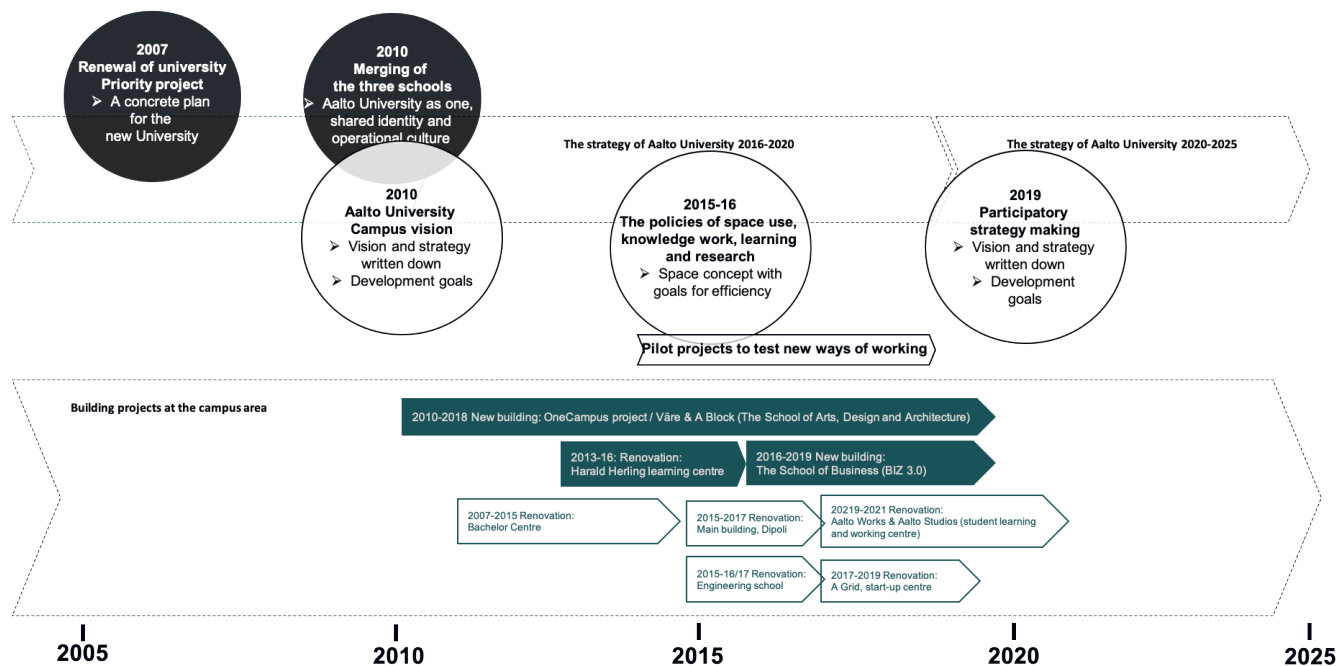 2007
Renewal of university
Priority project
➢ A concrete plan
for the
new University
2010
Merging of
the three schools
➢ Aalto University as one,
shared identity and
operational culture
The strategy of Aalto University 2016-2020
The strategy of Aalto University 2020-2025
2010
Aalto University
Campus vision
➢ Vision and strategy
written down
➢ Development goals
2015-16
The policies of space use,
knowledge work, learning
and research
➢ Space concept with
goals for efficiency
2019
Participatory
strategy making
➢ Vision and strategy
written down
➢ Development
goals
Pilot projects to test new ways of working
Building projects at the campus area
2010-2018 New building: OneCampus project / Väre & A Block (The School of Arts, Design and Architecture)
2013-16: Renovation:
Harald Herling learning centre
2016-2019 New building:
The School of Business (BIZ 3.0)
2007-2015 Renovation:
Bachelor Centre
2015-2017 Renovation:
Main building, Dipoli
20219-2021 Renovation:
Aalto Works & Aalto Studios (student learning
and working centre)
2015-16/17 Renovation:
Engineering school
2017-2019 Renovation:
A Grid, start-up centre
2005
2010
2015
2020
2025